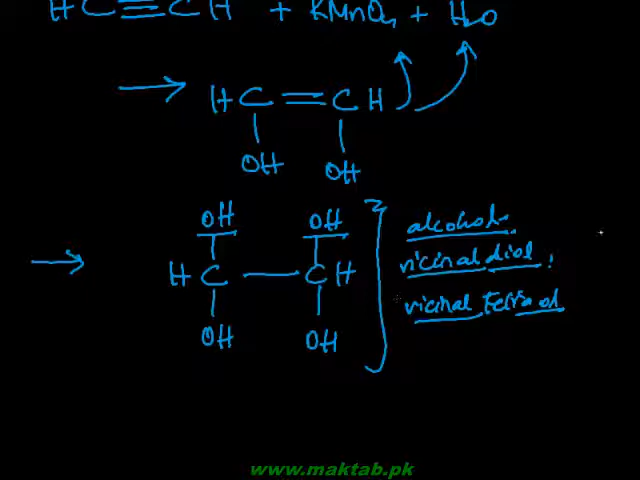 HC≡CH + KMnO4 + H2O
→ HC=CH
OH OH
OH OH alcohols.
vicinal diol,
→ HC — CH
vicinal tetraol
OH OH
www.maktab.pk